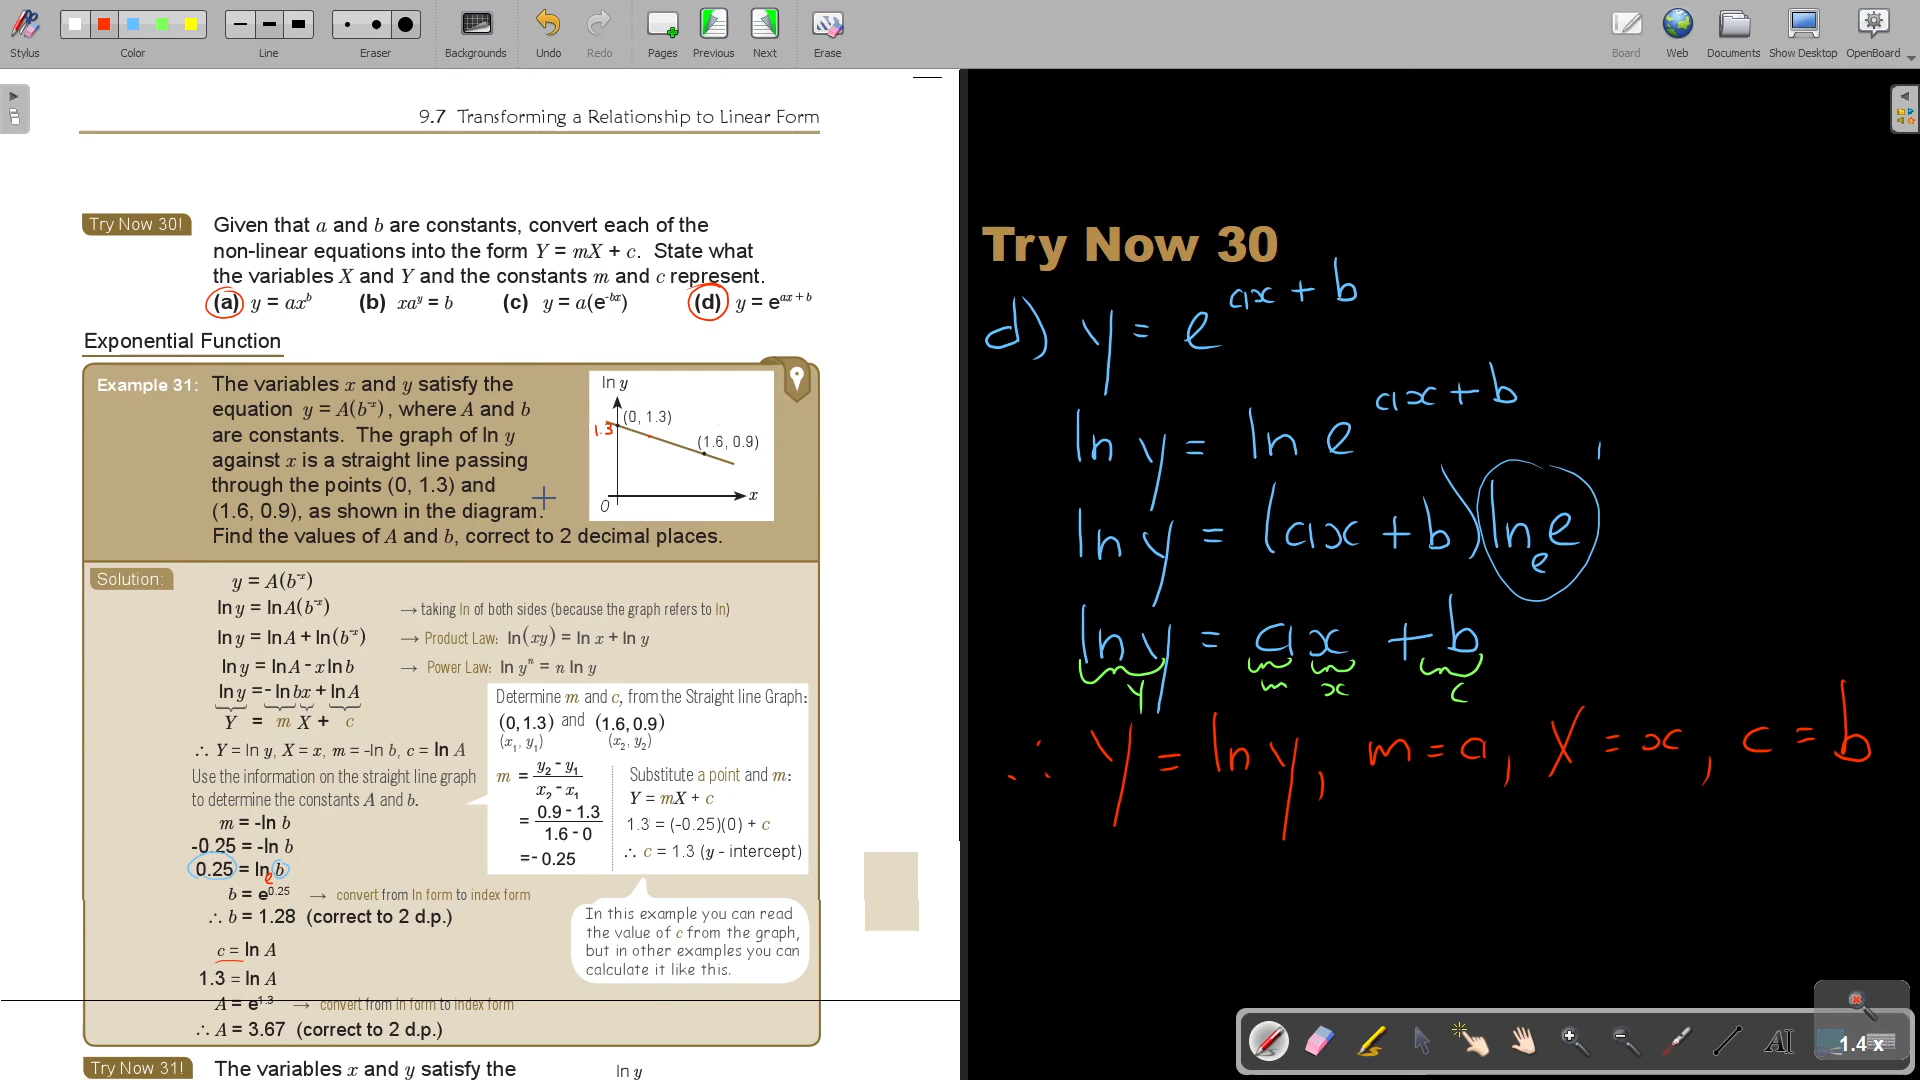 Stylus Color Line Eraser Backgrounds Undo Redo Pages Previous Next Erase Board Web Documents Show Desktop OpenBoard
9.7 Transforming a Relationship to Linear Form
Try Now 30! Given that a and b are constants, convert each of the
non-linear equations into the form Y = mX + c. State what
the variables X and Y and the constants m and c represent.
(a) y = ax^b (b) xa^y = b (c) y = a(e^-bx) (d) y = e^ax + b
Exponential Function
Example 31: The variables x and y satisfy the
equation y = A(b^-x), where A and b
are constants. The graph of ln y
against x is a straight line passing
through the points (0, 1.3) and
(1.6, 0.9), as shown in the diagram.
Find the values of A and b, correct to 2 decimal places.
ln y
(0, 1.3)
1.3
(1.6, 0.9)
O
x
Solution:
y = A(b^-x)
ln y = ln A(b^-x) → taking ln of both sides (because the graph refers to ln)
ln y = ln A + ln(b^-x) → Product Law: ln(xy) = ln x + ln y
ln y = ln A - x ln b → Power Law: ln y^n = n ln y
ln y = - ln bx + ln A
Y = m X + c
∴ Y = ln y, X = x, m = -ln b, c = ln A
Use the information on the straight line graph
to determine the constants A and b.
m = -ln b
-0.25 = -ln b
0.25 = ln b
e
b = e^0.25 → convert from ln form to index form
∴ b = 1.28 (correct to 2 d.p.)
c = ln A
1.3 = ln A
A = e^1.3 → convert from ln form to index form
∴ A = 3.67 (correct to 2 d.p.)
Determine m and c, from the Straight line Graph:
(0, 1.3) and (1.6, 0.9)
(x₁, y₁) (x₂, y₂)
m = y₂ - y₁ / x₂ - x₁
= 0.9 - 1.3 / 1.6 - 0
= - 0.25
Substitute a point and m:
Y = mX + c
1.3 = (-0.25)(0) + c
∴ c = 1.3 (y - intercept)
In this example you can read
the value of c from the graph,
but in other examples you can
calculate it like this.
Try Now 31! The variables x and y satisfy the
ln y
Try Now 30
d) y = e^ax + b
ln y = ln e^ax + b
ln y = (ax + b) ln e
e
ln y = ax + b
Y m x c
∴ Y = ln y, m = a, X = x, c = b
AI
1.4 x